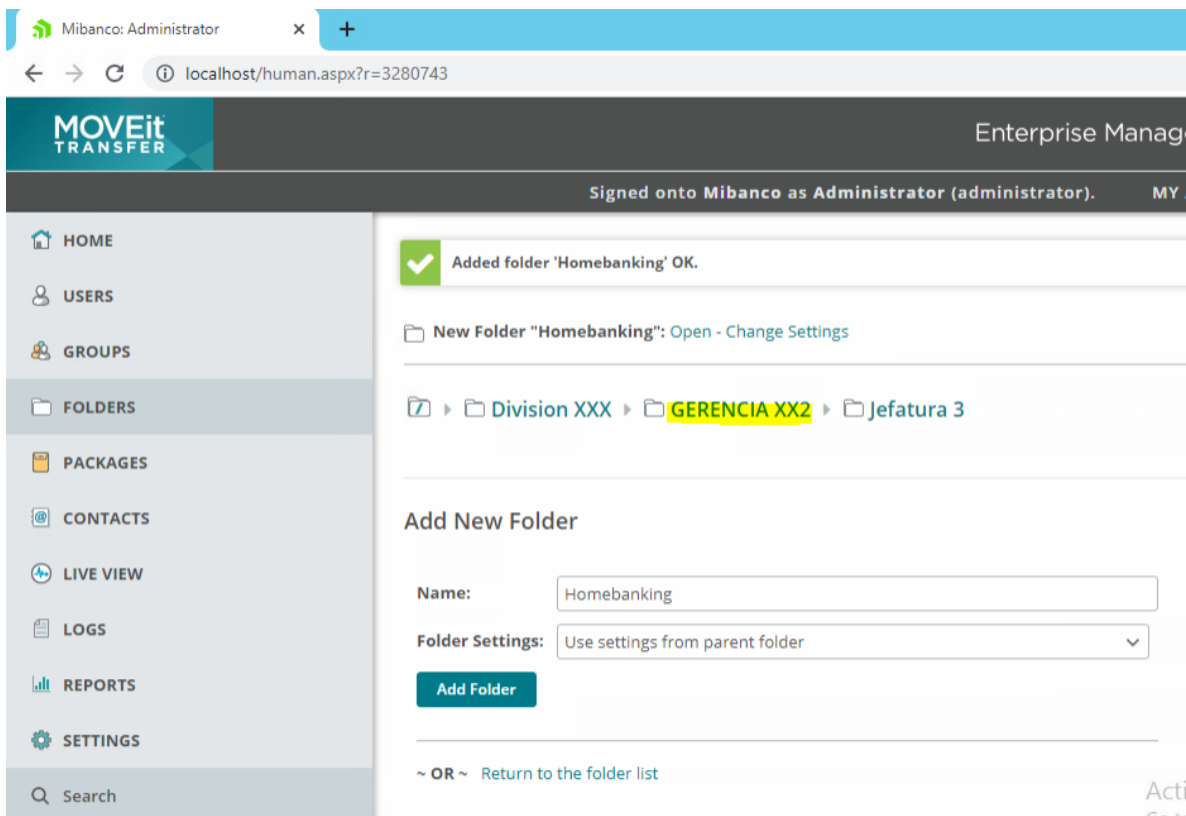 Mibanco: Administrator
localhost/human.aspx?r=3280743
MOVEit
TRANSFER
Enterprise Manag
Signed onto Mibanco as Administrator (administrator). MY
HOME
USERS
GROUPS
FOLDERS
PACKAGES
CONTACTS
LIVE VIEW
LOGS
REPORTS
SETTINGS
Search
Added folder 'Homebanking' OK.
New Folder "Homebanking": Open - Change Settings
Division XXX GERENCIA XX2 Jefatura 3
Add New Folder
Name: Homebanking
Folder Settings: Use settings from parent folder
Add Folder
~ OR ~ Return to the folder list
Acti